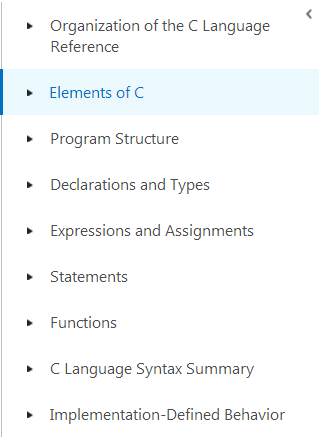 Organization of the C Language
Reference
Elements of C
Program Structure
Declarations and Types
Expressions and Assignments
Statements
Functions
C Language Syntax Summary
Implementation-Defined Behavior